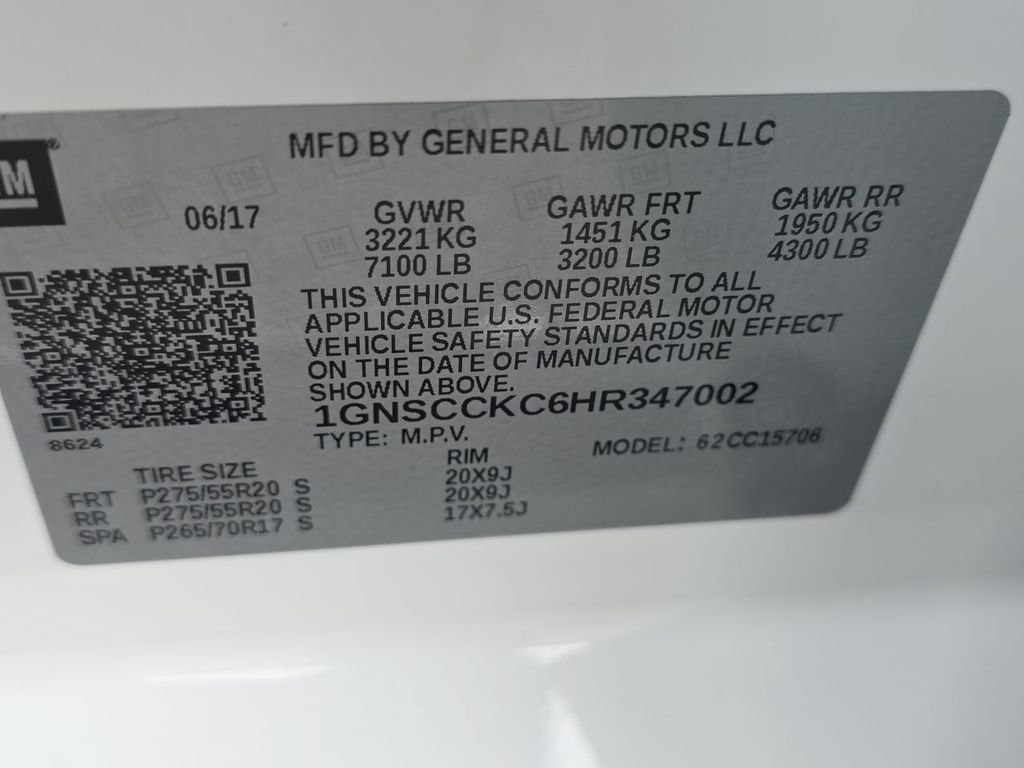 GM
MFD BY GENERAL MOTORS LLC
06/17 GVWR GAWR FRT GAWR RR
3221 KG 1451 KG 1950 KG
7100 LB 3200 LB 4300 LB
THIS VEHICLE CONFORMS TO ALL
APPLICABLE U.S. FEDERAL MOTOR
VEHICLE SAFETY STANDARDS IN EFFECT
ON THE DATE OF MANUFACTURE
SHOWN ABOVE.
1GNSCCKC6HR347002
8624
TYPE: M.P.V. MODEL: 62CC15706
TIRE SIZE RIM
FRT P275/55R20 S 20X9J
RR P275/55R20 S 20X9J
SPA P265/70R17 S 17X7.5J